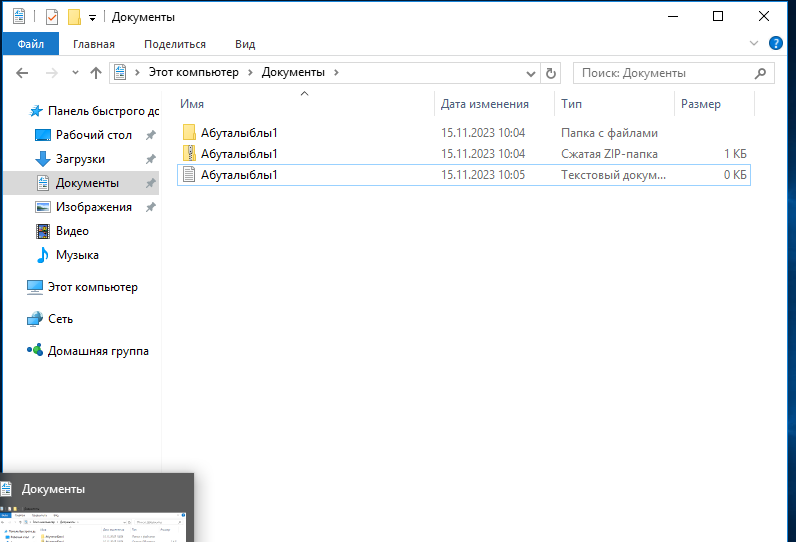 Документы
Файл Главная Поделиться Вид
Этот компьютер Документы Поиск: Документы
Имя Дата изменения Тип Размер
Абуталыблы1 15.11.2023 10:04 Папка с файлами
Абуталыблы1 15.11.2023 10:04 Сжатая ZIP-папка 1 КБ
Абуталыблы1 15.11.2023 10:05 Текстовый докум... 0 КБ
Панель быстрого дс
Рабочий стол
Загрузки
Документы
Изображения
Видео
Музыка
Этот компьютер
Сеть
Домашняя группа
Документы